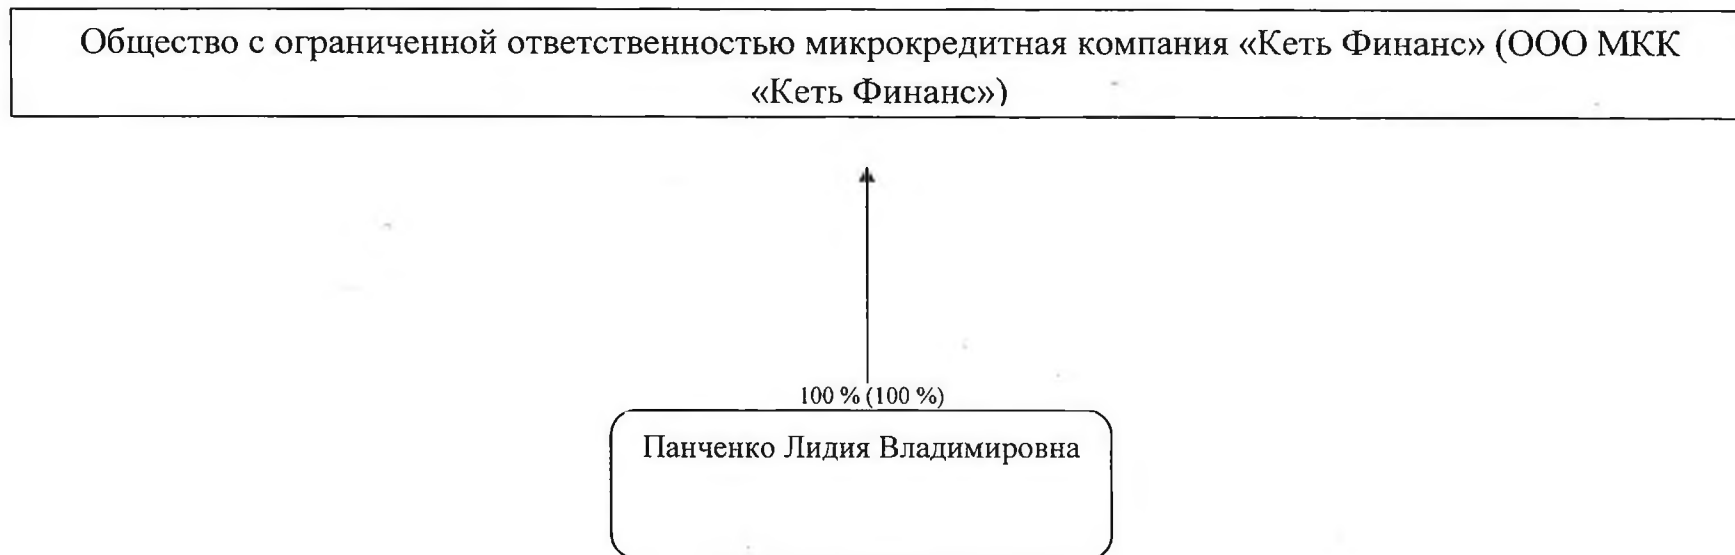 Общество с ограниченной ответственностью микрокредитная компания «Кеть Финанс» (ООО МКК
«Кеть Финанс»)
100 % (100 %)
Панченко Лидия Владимировна